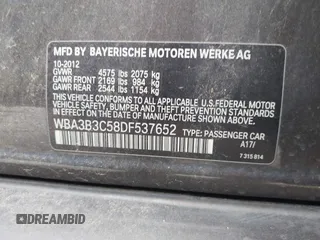 MFD BY BAYERISCHE MOTOREN WERKE AG
10-2012
GVWR 4575 lbs 2075 kg
GAWR FRONT 2169 lbs 984 kg
GAWR REAR 2544 lbs 1154 kg
THIS VEHICLE CONFORMS TO ALL APPLICABLE
FEDERAL MOTOR VEHICLE SAFETY, BUMPER
AND THEFT PREVENTION STANDARDS IN EFFECT
ON THE DATE OF MANUFACTURE SHOWN ABOVE.
WBA3B3C58DF537652 TYPE: PASSENGER CAR
A17/
7 315 814
DREAMBID